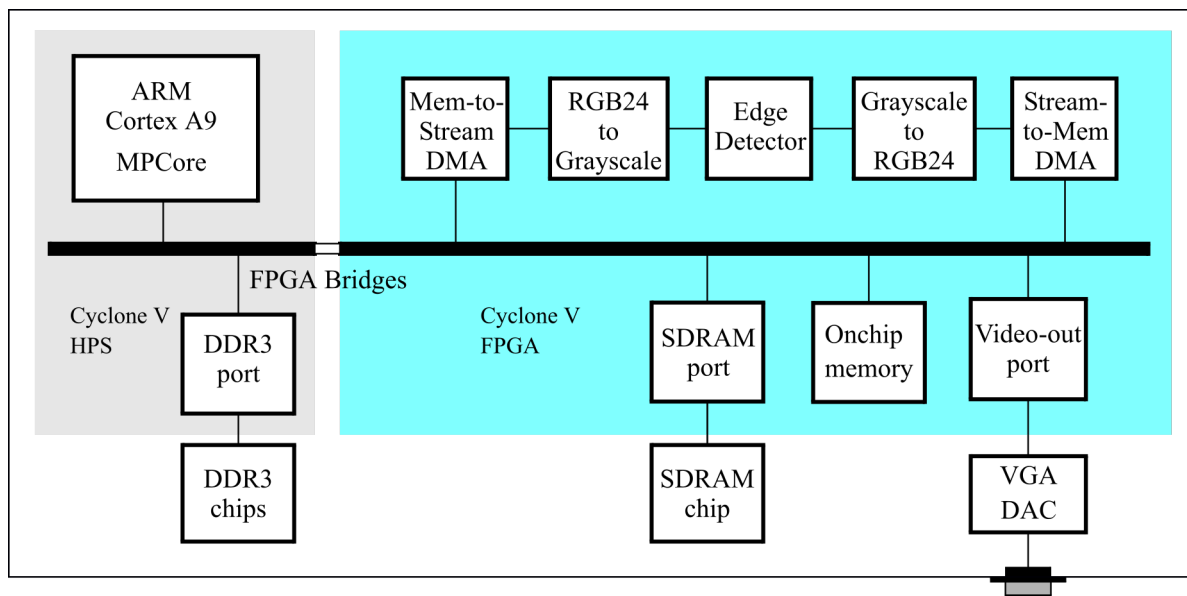 ARM
Cortex A9
MPCore
Mem-to-
Stream
DMA
RGB24
to
Grayscale
Edge
Detector
Grayscale
to
RGB24
Stream-
to-Mem
DMA
FPGA Bridges
Cyclone V
HPS
DDR3
port
Cyclone V
FPGA
SDRAM
port
Onchip
memory
Video-out
port
DDR3
chips
SDRAM
chip
VGA
DAC